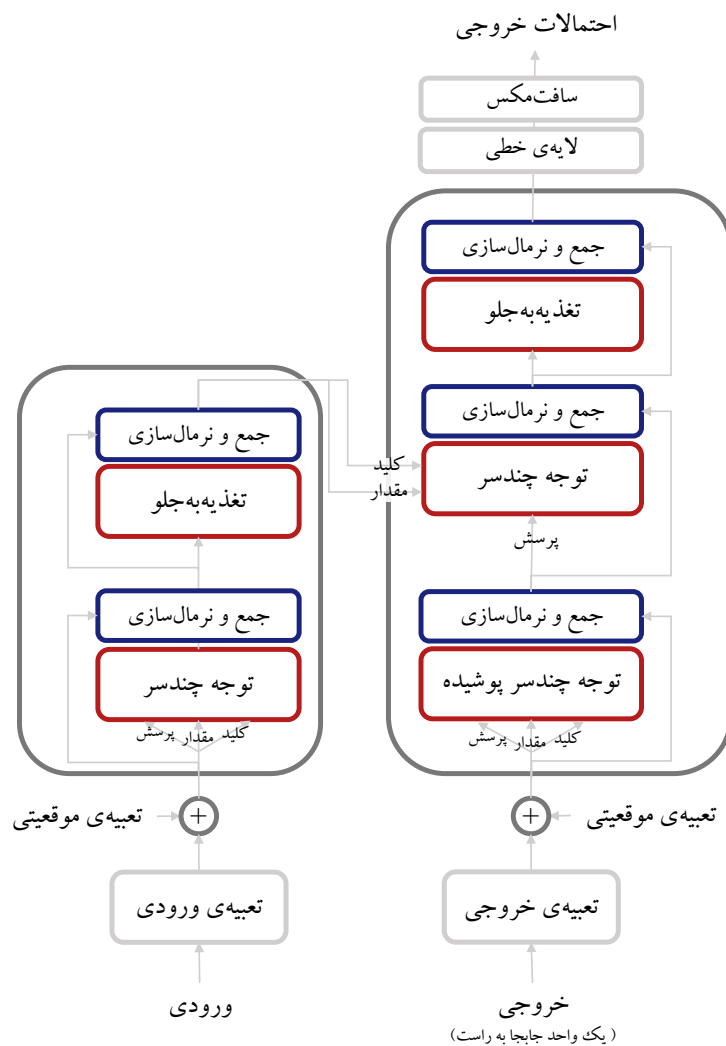 احتمالات خروجی
سافت‌مکس
لایه‌ی خطی
جمع و نرمال‌سازی
تغذیه‌به‌جلو
جمع و نرمال‌سازی
توجه چندسر
کلید
مقدار
پرسش
جمع و نرمال‌سازی
توجه چندسر پوشیده
کلید
مقدار
پرسش
+
تعبیه‌ی موقعیتی
تعبیه‌ی خروجی
خروجی
( یک واحد جابجا به راست)
جمع و نرمال‌سازی
تغذیه‌به‌جلو
جمع و نرمال‌سازی
توجه چندسر
کلید
مقدار
پرسش
+
تعبیه‌ی موقعیتی
تعبیه‌ی ورودی
ورودی